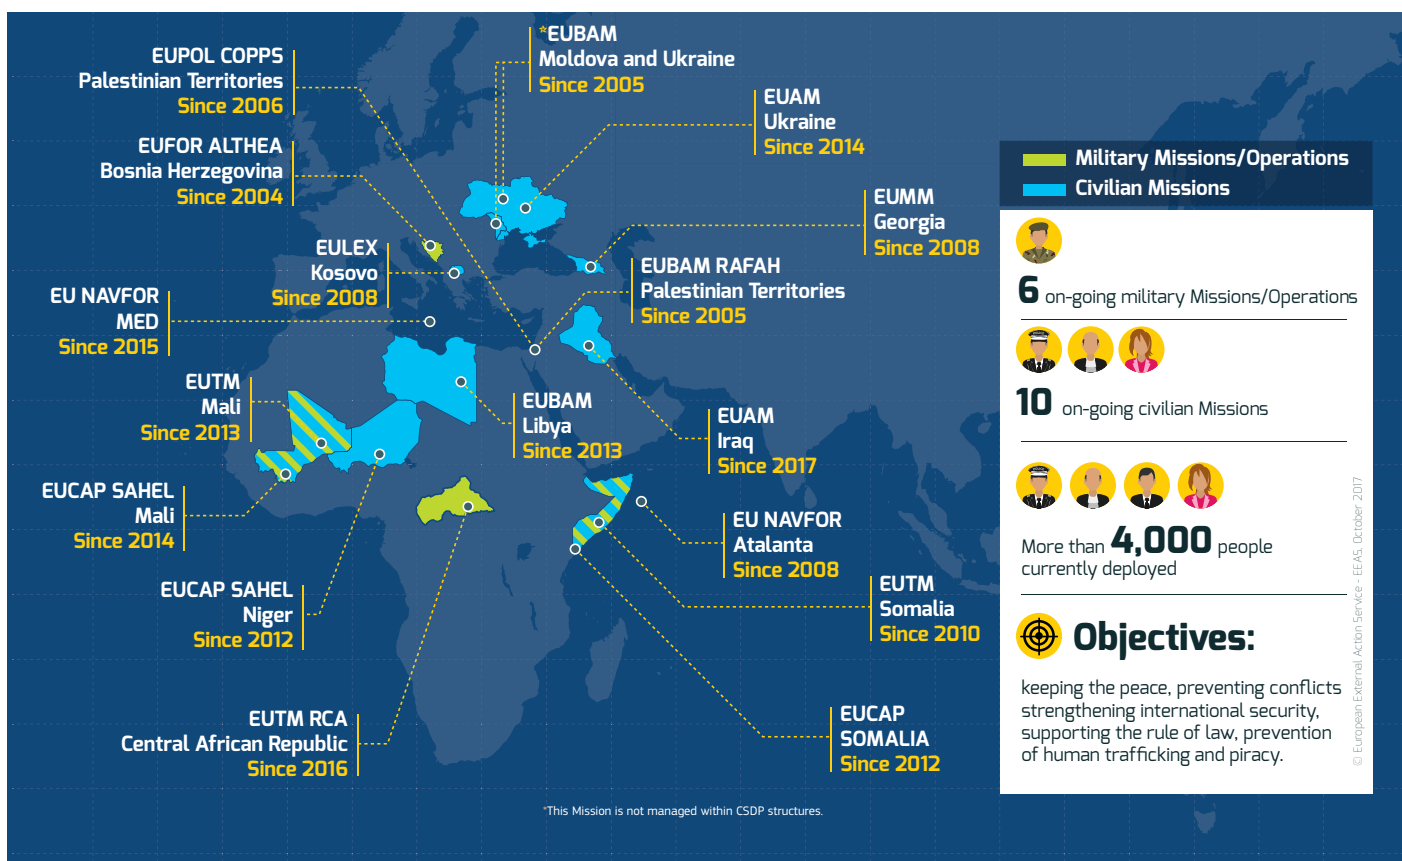 EUPOL COPPS
Palestinian Territories
Since 2006
EUFOR ALTHEA
Bosnia Herzegovina
Since 2004
EULEX
Kosovo
Since 2008
EU NAVFOR
MED
Since 2015
EUTM
Mali
Since 2013
EUCAP SAHEL
Mali
Since 2014
EUCAP SAHEL
Niger
Since 2012
EUTM RCA
Central African Republic
Since 2016
*EUBAM
Moldova and Ukraine
Since 2005
EUAM
Ukraine
Since 2014
EUMM
Georgia
Since 2008
EUBAM RAFAH
Palestinian Territories
Since 2005
EUBAM
Libya
Since 2013
EUAM
Iraq
Since 2017
EU NAVFOR
Atalanta
Since 2008
EUTM
Somalia
Since 2010
EUCAP
SOMALIA
Since 2012
*This Mission is not managed within CSDP structures.
Military Missions/Operations
Civilian Missions
6 on-going military Missions/Operations
10 on-going civilian Missions
More than 4,000 people
currently deployed
Objectives:
keeping the peace, preventing conflicts
strengthening international security,
supporting the rule of law, prevention
of human trafficking and piracy.
© European External Action Service - EEAS. October 2017